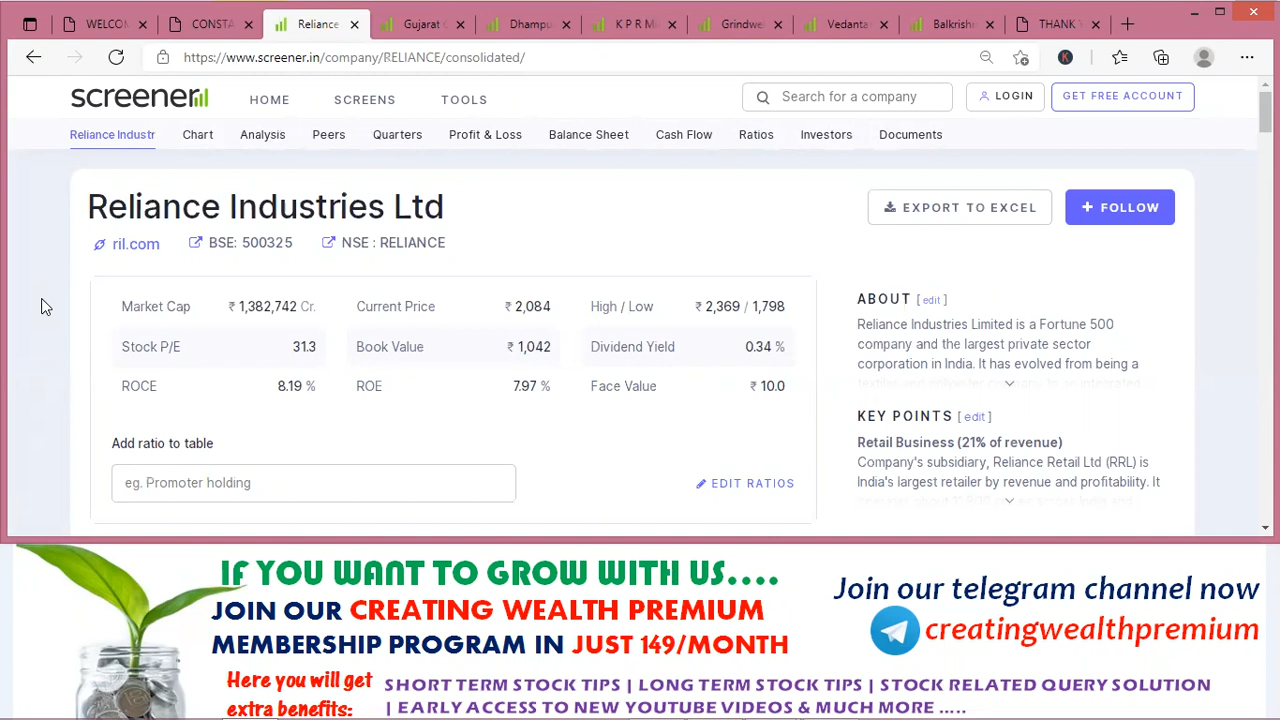 WELCOM
CONSTA
Reliance
Gujarat G
Dhampu
K P R Mi
Grindwel
Vedanta
Balkrishn
THANK Y
https://www.screener.in/company/RELIANCE/consolidated/
screener
HOME
SCREENS
TOOLS
Search for a company
LOGIN
GET FREE ACCOUNT
Reliance Industr
Chart
Analysis
Peers
Quarters
Profit & Loss
Balance Sheet
Cash Flow
Ratios
Investors
Documents
Reliance Industries Ltd
EXPORT TO EXCEL
FOLLOW
ril.com
BSE: 500325
NSE : RELIANCE
Market Cap ₹ 1,382,742 Cr.
Current Price ₹ 2,084
High / Low ₹ 2,369 / 1,798
Stock P/E 31.3
Book Value ₹ 1,042
Dividend Yield 0.34 %
ROCE 8.19 %
ROE 7.97 %
Face Value ₹ 10.0
Add ratio to table
eg. Promoter holding
EDIT RATIOS
ABOUT [ edit ]
Reliance Industries Limited is a Fortune 500
company and the largest private sector
corporation in India. It has evolved from being a
KEY POINTS [ edit ]
Retail Business (21% of revenue)
Company's subsidiary, Reliance Retail Ltd (RRL) is
India's largest retailer by revenue and profitability. It
IF YOU WANT TO GROW WITH US....
JOIN OUR CREATING WEALTH PREMIUM
MEMBERSHIP PROGRAM IN JUST 149/MONTH
Here you will get
extra benefits:
SHORT TERM STOCK TIPS | LONG TERM STOCK TIPS | STOCK RELATED QUERY SOLUTION
| EARLY ACCESS TO NEW YOUTUBE VIDEOS & MUCH MORE .....
Join our telegram channel now
creatingwealthpremium